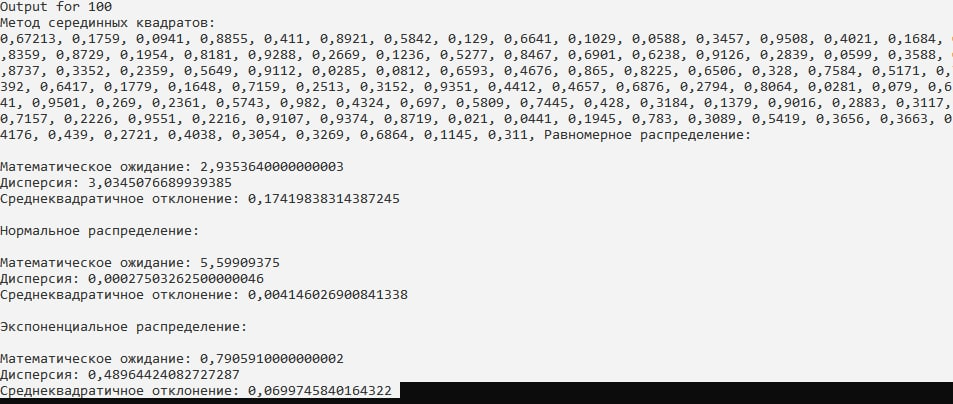 Output for 100
Метод серединных квадратов:
0,67213, 0,1759, 0,0941, 0,8855, 0,411, 0,8921, 0,5842, 0,129, 0,6641, 0,1029, 0,0588, 0,3457, 0,9508, 0,4021, 0,1684,
,8359, 0,8729, 0,1954, 0,8181, 0,9288, 0,2669, 0,1236, 0,5277, 0,8467, 0,6901, 0,6238, 0,9126, 0,2839, 0,0599, 0,3588,
,8737, 0,3352, 0,2359, 0,5649, 0,9112, 0,0285, 0,0812, 0,6593, 0,4676, 0,865, 0,8225, 0,6506, 0,328, 0,7584, 0,5171, 0,
392, 0,6417, 0,1779, 0,1648, 0,7159, 0,2513, 0,3152, 0,9351, 0,4412, 0,4657, 0,6876, 0,2794, 0,8064, 0,0281, 0,079, 0,6
41, 0,9501, 0,269, 0,2361, 0,5743, 0,982, 0,4324, 0,697, 0,5809, 0,7445, 0,428, 0,3184, 0,1379, 0,9016, 0,2883, 0,3117,
0,7157, 0,2226, 0,9551, 0,2216, 0,9107, 0,9374, 0,8719, 0,021, 0,0441, 0,1945, 0,783, 0,3089, 0,5419, 0,3656, 0,3663, 0
4176, 0,439, 0,2721, 0,4038, 0,3054, 0,3269, 0,6864, 0,1145, 0,311, Равномерное распределение:
Математическое ожидание: 2,9353640000000003
Дисперсия: 3,0345076689939385
Среднеквадратичное отклонение: 0,17419838314387245
Нормальное распределение:
Математическое ожидание: 5,59909375
Дисперсия: 0,00027503262500000046
Среднеквадратичное отклонение: 0,004146026900841338
Экспоненциальное распределение:
Математическое ожидание: 0,7905910000000002
Дисперсия: 0,48964424082727287
Среднеквадратичное отклонение: 0,0699745840164322